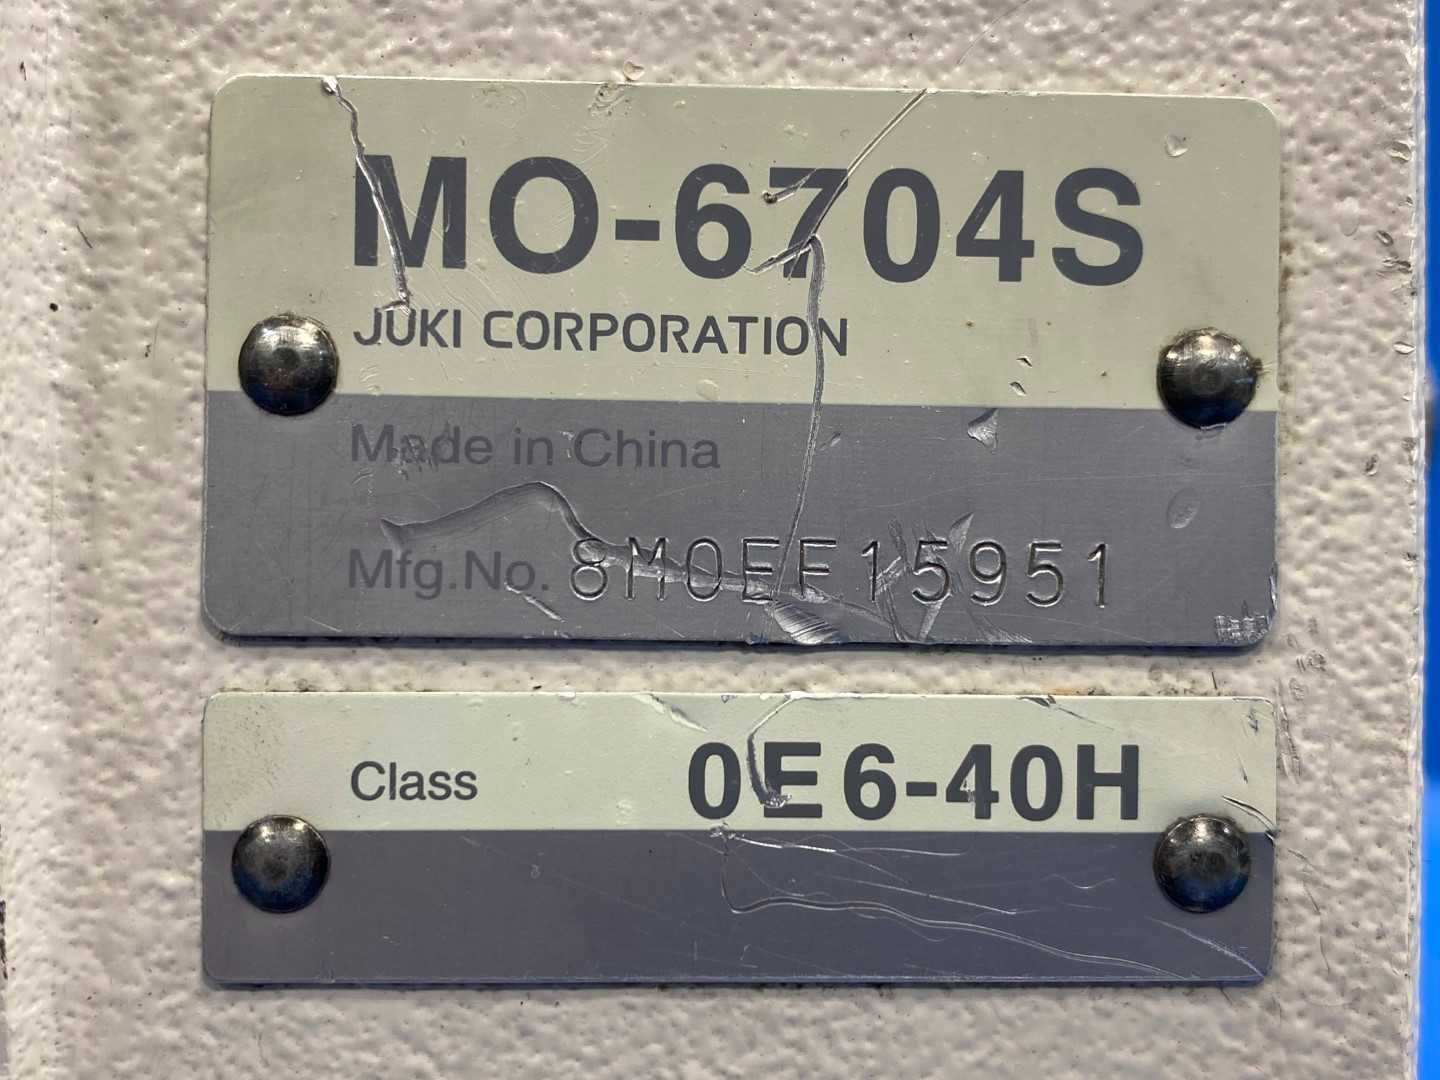 MO-6704S
JUKI CORPORATION
Made in China
Mfg.No. 8M0EF15951
Class 0E6-40H